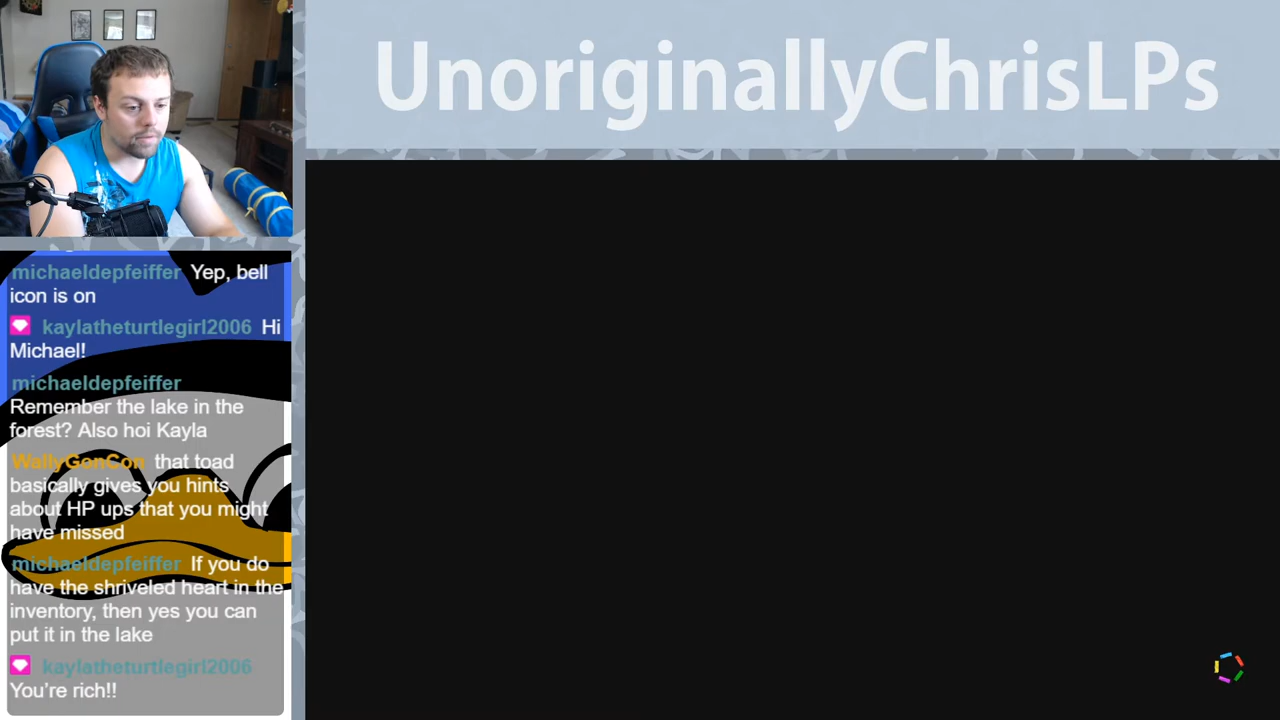 UnoriginallyChrisLPs
michaeldepfeiffer Yep, bell
icon is on
kaylatheturtlegirl2006 Hi
Michael!
michaeldepfeiffer
Remember the lake in the
forest? Also hoi Kayla
WallyGonCon that toad
basically gives you hints
about HP ups that you might
have missed
michaeldepfeiffer If you do
have the shriveled heart in the
inventory, then yes you can
put it in the lake
kaylatheturtlegirl2006
You're rich!!